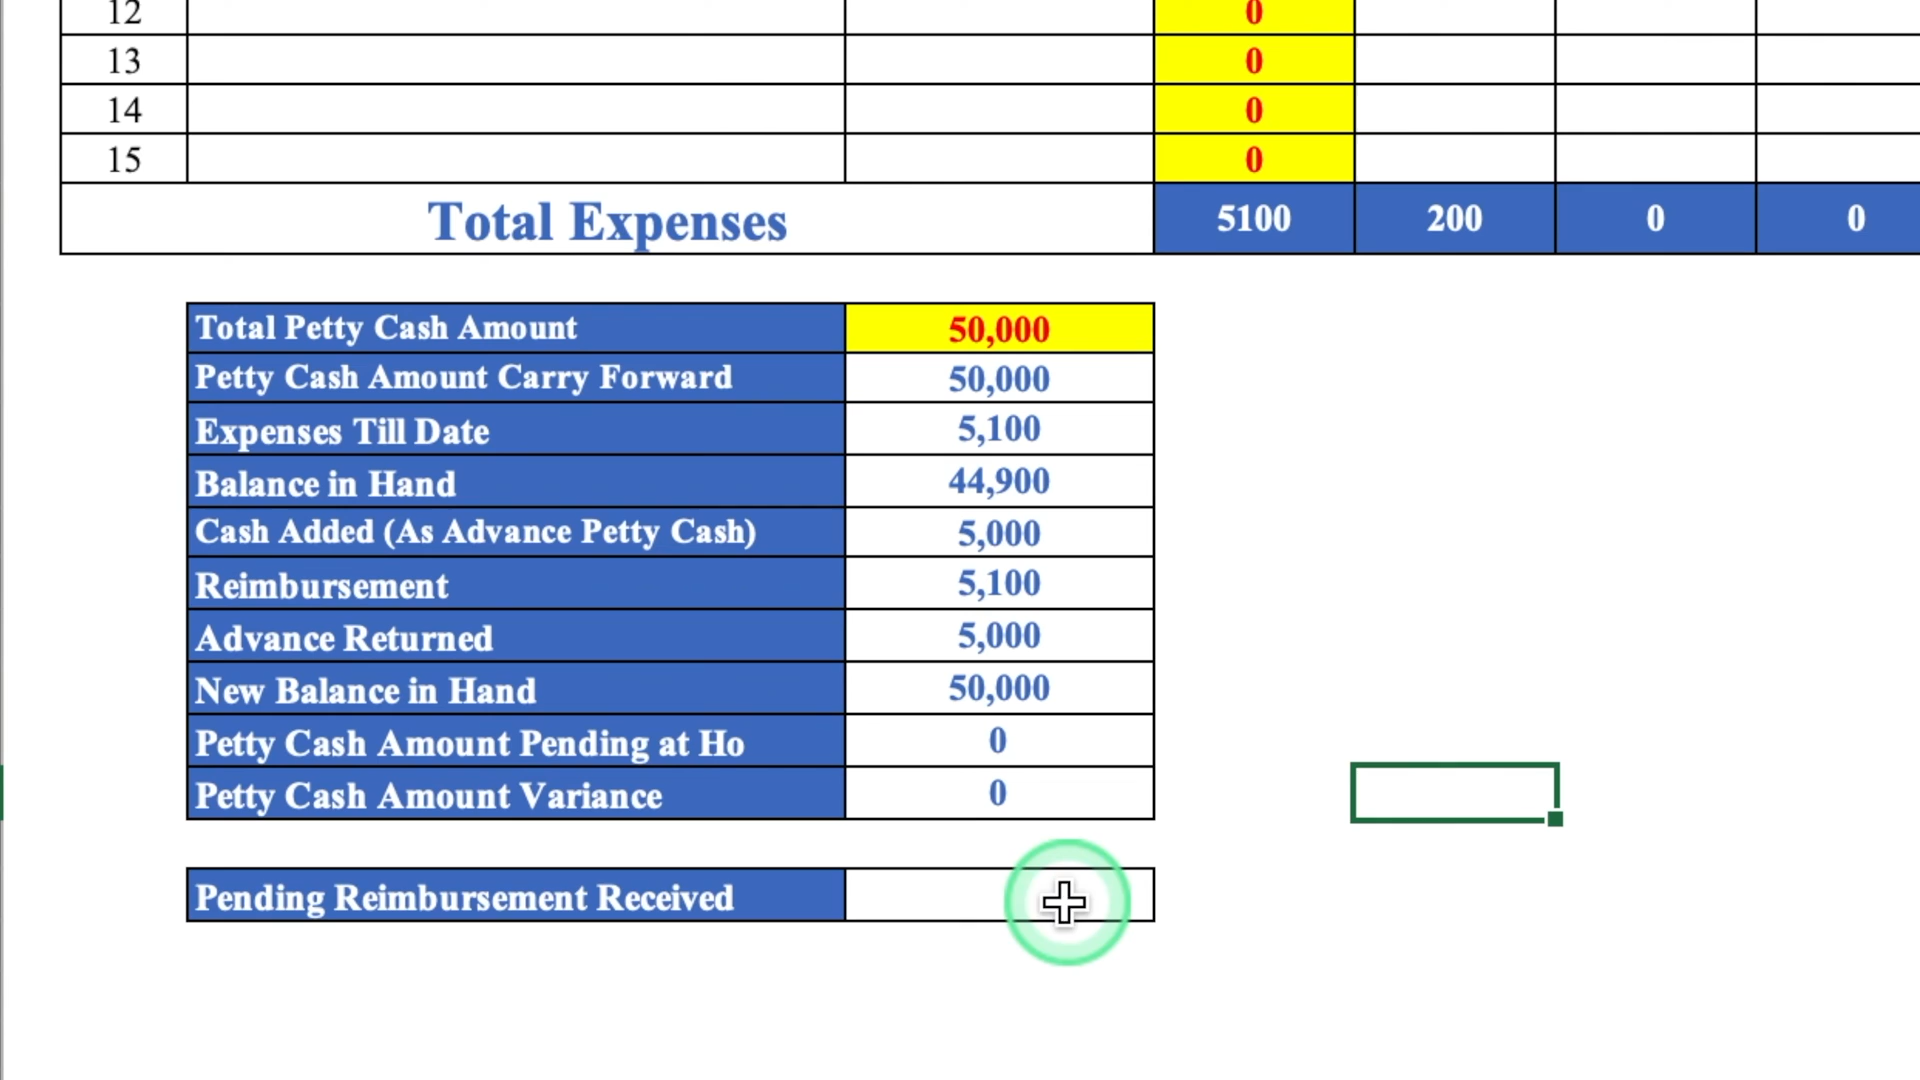 12 0
13 0
14 0
15 0
Total Expenses 5100 200 0 0
Total Petty Cash Amount 50,000
Petty Cash Amount Carry Forward 50,000
Expenses Till Date 5,100
Balance in Hand 44,900
Cash Added (As Advance Petty Cash) 5,000
Reimbursement 5,100
Advance Returned 5,000
New Balance in Hand 50,000
Petty Cash Amount Pending at Ho 0
Petty Cash Amount Variance 0
Pending Reimbursement Received